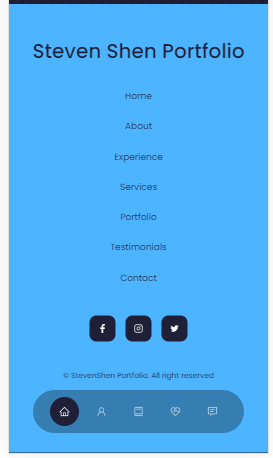 Steven Shen Portfolio
Home
About
Experience
Services
Portfolio
Testimonials
Contact
© StevenShen Portfolio. All right reserved